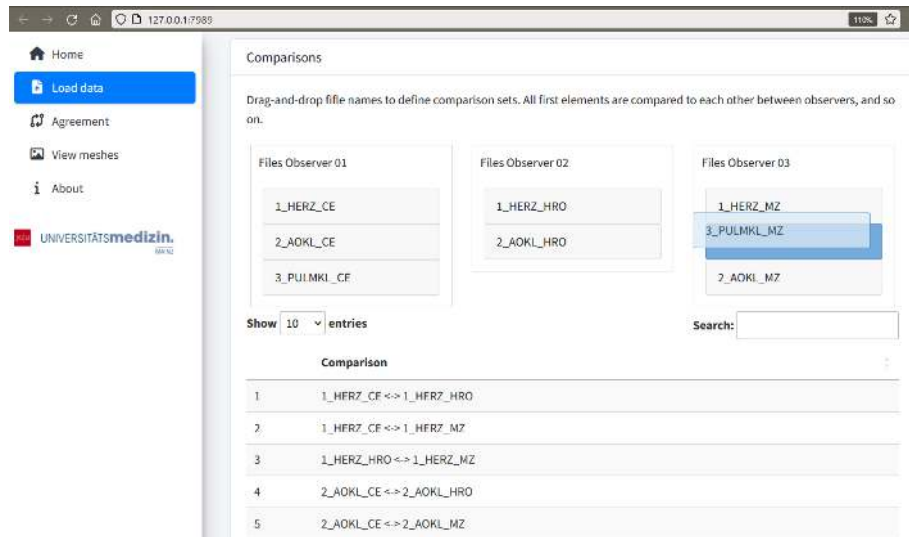 127.0.0.1:7989
110%
Home
Load data
Agreement
View meshes
About
UNIVERSITÄTSmedizin.
MAINZ
Comparisons
Drag-and-drop fifle names to define comparison sets. All first elements are compared to each other between observers, and so
on.
Files Observer 01
1_HERZ_CE
2_AOKL_CE
3_PULMKL_CE
Files Observer 02
1_HERZ_HRO
2_AOKL_HRO
Files Observer 03
1_HERZ_MZ
3_PULMKL_MZ
2_AOKL_MZ
Show 10 entries
Search:
Comparison
1 1_HERZ_CE <-> 1_HERZ_HRO
2 1_HERZ_CE <-> 1_HERZ_MZ
3 1_HERZ_HRO <-> 1_HERZ_MZ
4 2_AOKL_CE <-> 2_AOKL_HRO
5 2_AOKL_CE <-> 2_AOKL_MZ